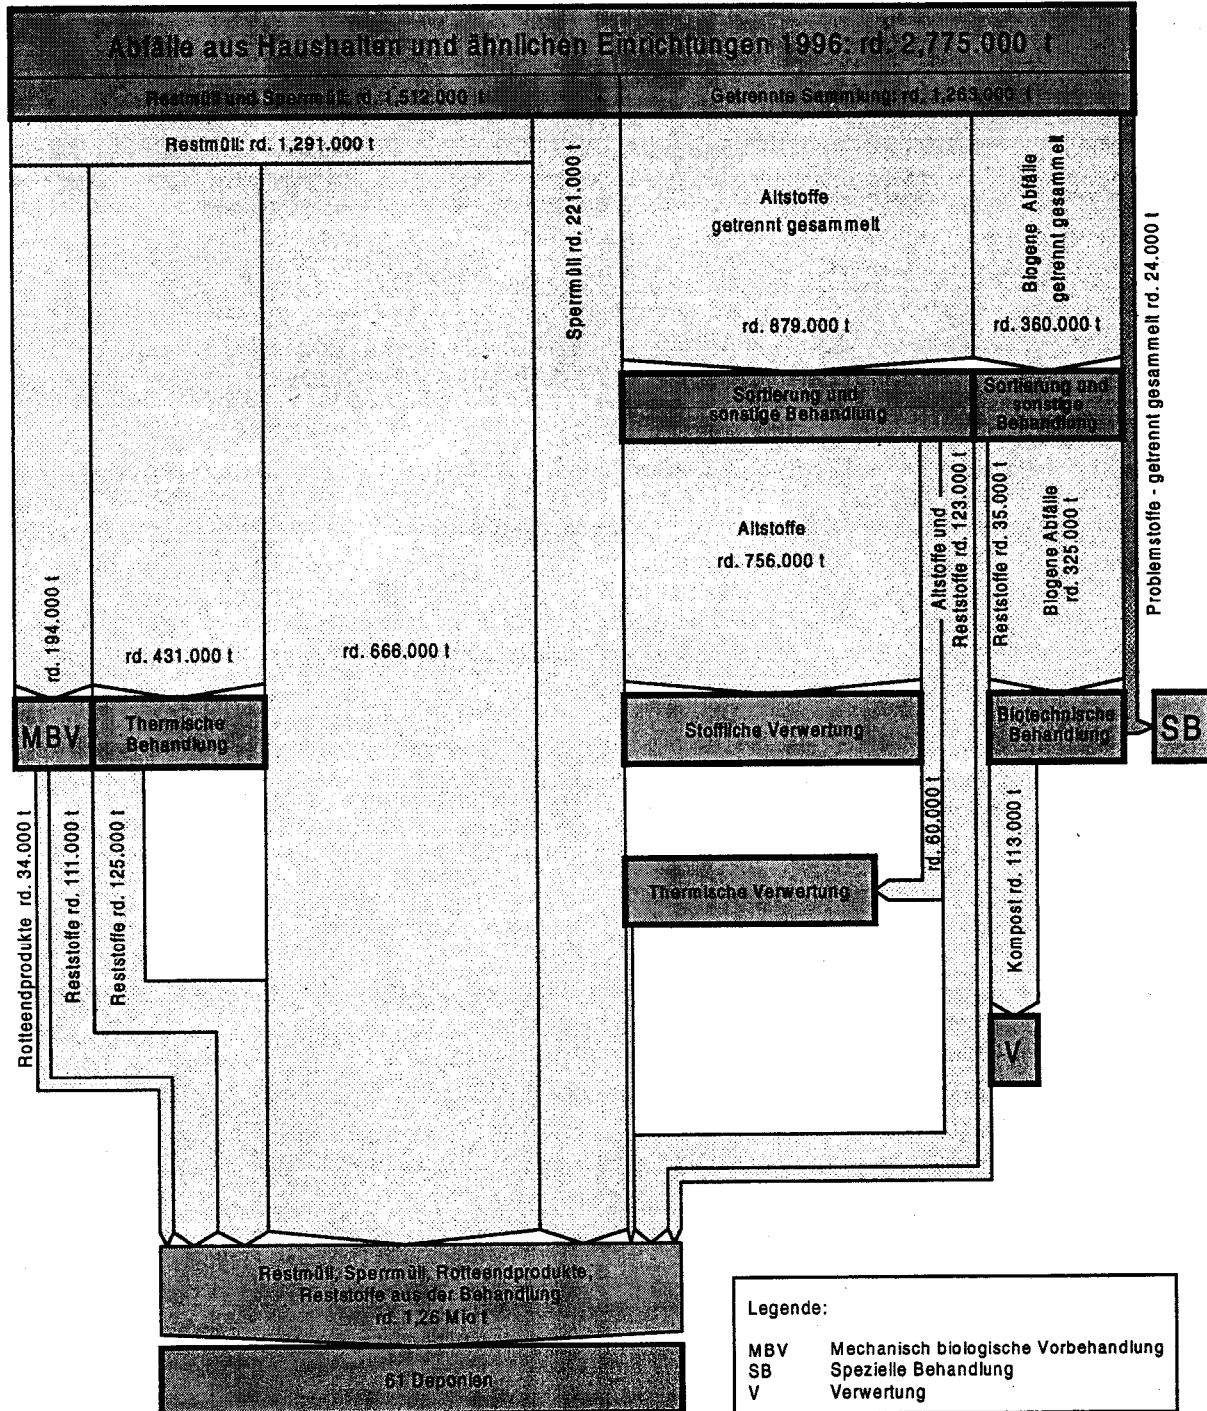 Abfälle aus Haushalten und ähnlichen Einrichtungen 1996: rd. 2,775.000 t
Restmüll und Sperrmüll: rd. 1,512.000 t
Getrennte Sammlung: rd. 1,263.000 t
Restmüll: rd. 1,291.000 t
Sperrmüll rd. 221.000 t
Altstoffe
getrennt gesammelt
rd. 879.000 t
Biogene Abfälle
getrennt gesammelt
rd. 360.000 t
Problemstoffe - getrennt gesammelt rd. 24.000 t
Sortierung und
sonstige Behandlung
Sortierung und
sonstige
Behandlung
Altstoffe
rd. 756.000 t
Altstoffe und
Reststoffe rd. 123.000 t
Reststoffe rd. 35.000 t
Biogene Abfälle
rd. 325.000 t
rd. 194.000 t
rd. 431.000 t
rd. 666.000 t
MBV
Thermische
Behandlung
Stoffliche Verwertung
Biotechnische
Behandlung
SB
Rotteendprodukte rd. 34.000 t
Reststoffe rd. 111.000 t
Reststoffe rd. 125.000 t
rd. 60.000 t
Thermische Verwertung
Kompost rd. 113.000 t
V
Restmüll, Sperrmüll, Rotteendprodukte,
Reststoffe aus der Behandlung
rd. 1,26 Mio t
61 Deponien
Legende:
MBV Mechanisch biologische Vorbehandlung
SB Spezielle Behandlung
V Verwertung